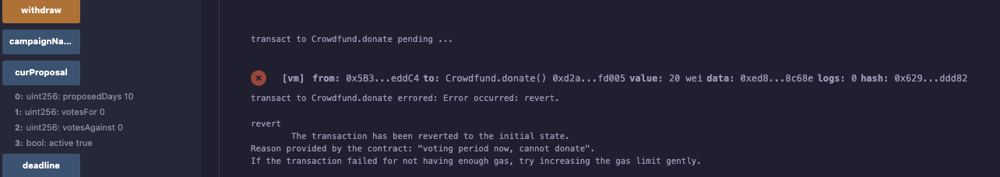 withdraw
campaignNa...
curProposal
0: uint256: proposedDays 10
1: uint256: votesFor 0
2: uint256: votesAgainst 0
3: bool: active true
deadline
transact to Crowdfund.donate pending ...
[vm] from: 0x5B3...eddC4 to: Crowdfund.donate() 0xd2a...fd005 value: 20 wei data: 0xed8...8c68e logs: 0 hash: 0x629...ddd82
transact to Crowdfund.donate errored: Error occurred: revert.
revert
The transaction has been reverted to the initial state.
Reason provided by the contract: "voting period now, cannot donate".
If the transaction failed for not having enough gas, try increasing the gas limit gently.